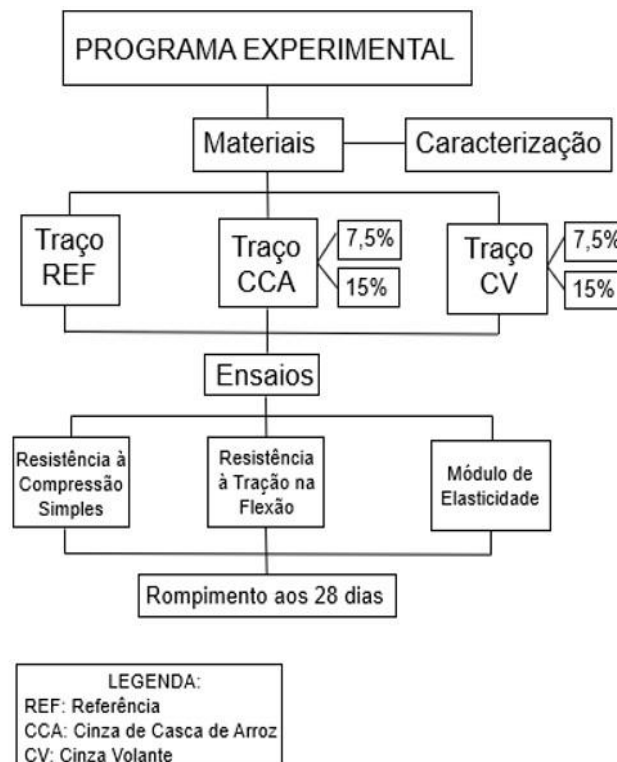 PROGRAMA EXPERIMENTAL
Materiais
Caracterização
Traço
REF
Traço
CCA
7,5%
15%
Traço
CV
7,5%
15%
Ensaios
Resistência à
Compressão
Simples
Resistência
à Tração na
Flexão
Módulo de
Elasticidade
Rompimento aos 28 dias
LEGENDA:
REF: Referência
CCA: Cinza de Casca de Arroz
CV: Cinza Volante